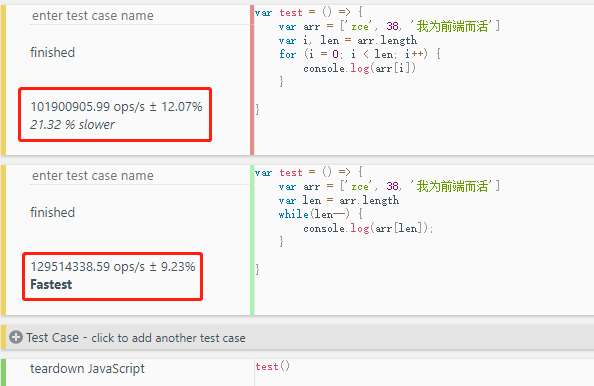 enter test case name
finished
101900905.99 ops/s ± 12.07%
21.32 % slower
var test = () => {
    var arr = ['zce', 38, '我为前端而活']
    var i, len = arr.length
    for (i = 0; i < len; i++) {
        console.log(arr[i])
    }
}
enter test case name
finished
129514338.59 ops/s ± 9.23%
Fastest
var test = () => {
    var arr = ['zce', 38, '我为前端而活']
    var len = arr.length
    while(len--) {
        console.log(arr[len]);
    }
}
Test Case - click to add another test case
teardown JavaScript
test()